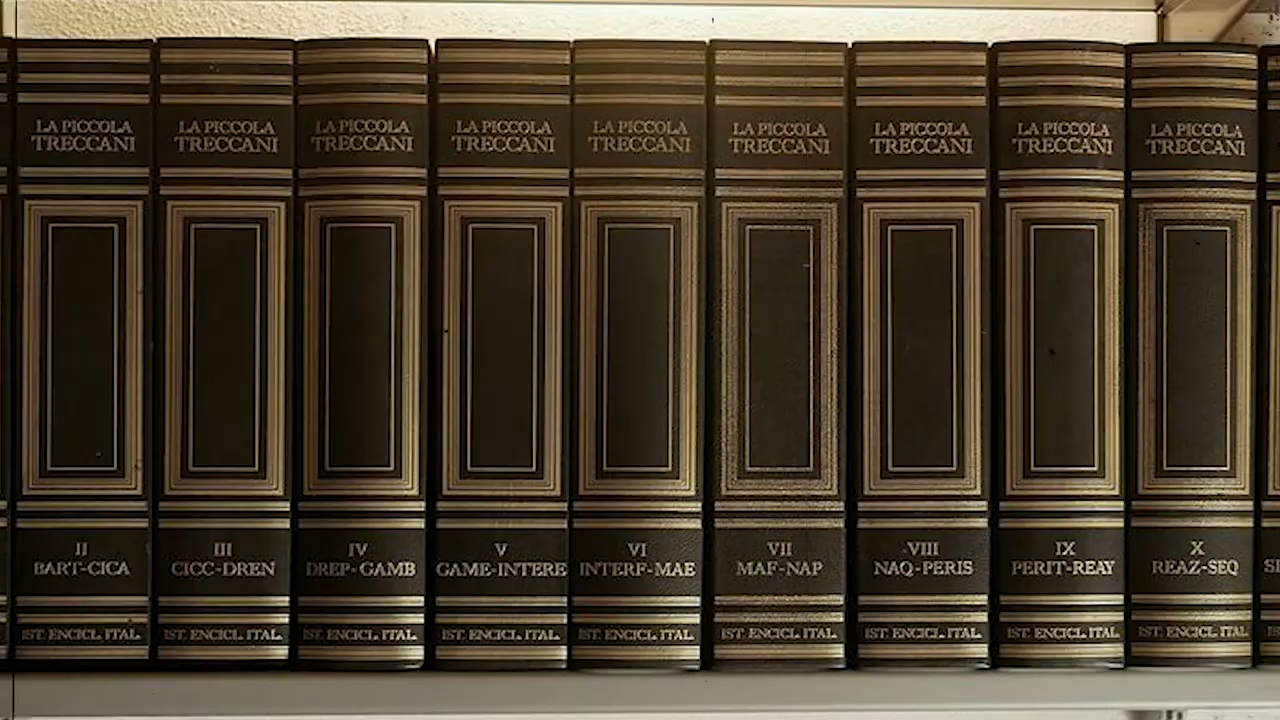 LA PICCOLA
TRECCANI
II
BART-CICA
IST. ENCICL. ITAL.
LA PICCOLA
TRECCANI
III
CICC-DREN
IST. ENCICL. ITAL.
LA PICCOLA
TRECCANI
IV
DREP-GAMB
IST. ENCICL. ITAL.
LA PICCOLA
TRECCANI
V
GAME-INTERE
IST. ENCICL. ITAL.
LA PICCOLA
TRECCANI
VI
INTERF-MAE
IST. ENCICL. ITAL.
LA PICCOLA
TRECCANI
VII
MAF-NAP
IST. ENCICL. ITAL.
LA PICCOLA
TRECCANI
VIII
NAQ-PERIS
IST. ENCICL. ITAL.
LA PICCOLA
TRECCANI
IX
PERIT-REAY
IST. ENCICL. ITAL.
LA PICCOLA
TRECCANI
X
REAZ-SEQ
IST. ENCICL. ITAL.